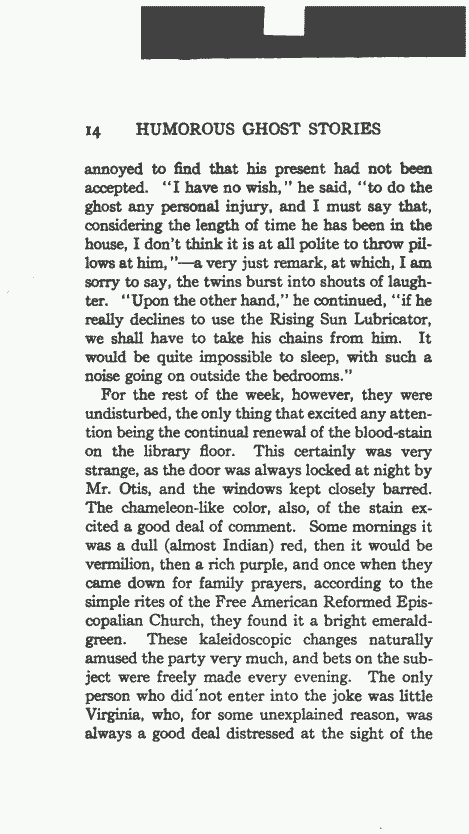 14 HUMOROUS GHOST STORIES
annoyed to find that his present had not been
accepted. "I have no wish," he said, "to do the
ghost any personal injury, and I must say that,
considering the length of time he has been in the
house, I don't think it is at all polite to throw pil-
lows at him,"—a very just remark, at which, I am
sorry to say, the twins burst into shouts of laugh-
ter. "Upon the other hand," he continued, "if he
really declines to use the Rising Sun Lubricator,
we shall have to take his chains from him. It
would be quite impossible to sleep, with such a
noise going on outside the bedrooms."
For the rest of the week, however, they were
undisturbed, the only thing that excited any atten-
tion being the continual renewal of the blood-stain
on the library floor. This certainly was very
strange, as the door was always locked at night by
Mr. Otis, and the windows kept closely barred.
The chameleon-like color, also, of the stain ex-
cited a good deal of comment. Some mornings it
was a dull (almost Indian) red, then it would be
vermilion, then a rich purple, and once when they
came down for family prayers, according to the
simple rites of the Free American Reformed Epis-
copalian Church, they found it a bright emerald-
green. These kaleidoscopic changes naturally
amused the party very much, and bets on the sub-
ject were freely made every evening. The only
person who did not enter into the joke was little
Virginia, who, for some unexplained reason, was
always a good deal distressed at the sight of the